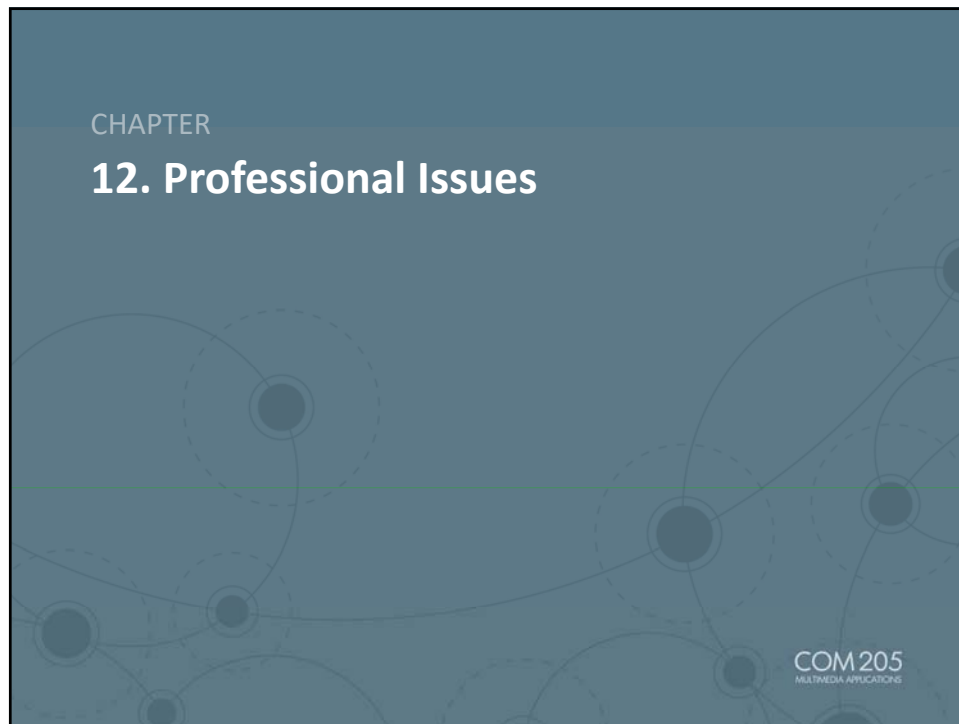 CHAPTER
12. Professional Issues
COM 205
MULTIMEDIA APPLICATIONS